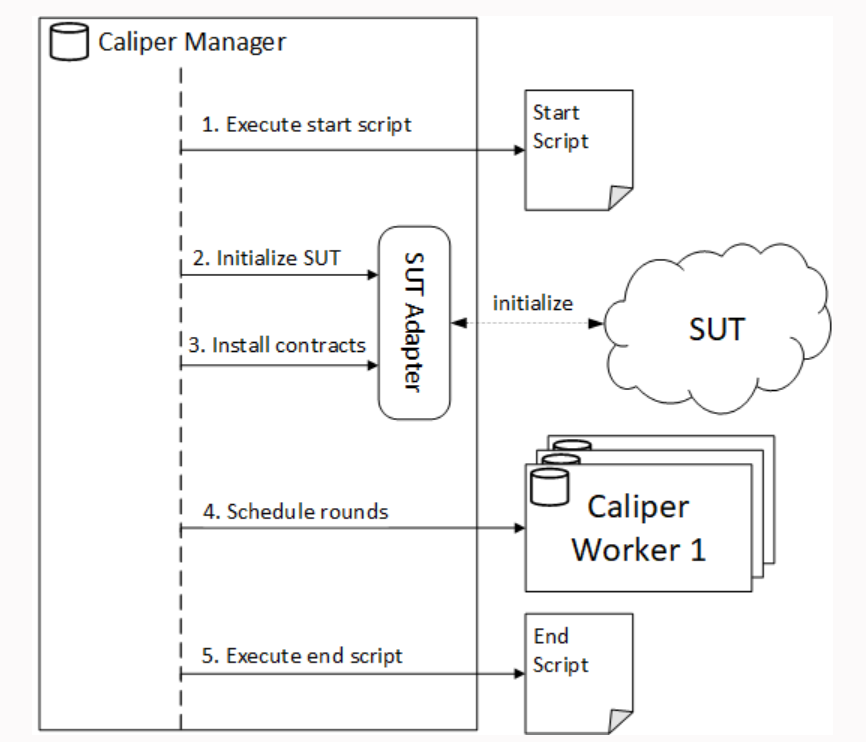 Caliper Manager
1. Execute start script
Start
Script
2. Initialize SUT
SUT Adapter
initialize
SUT
3. Install contracts
4. Schedule rounds
Caliper
Worker 1
5. Execute end script
End
Script